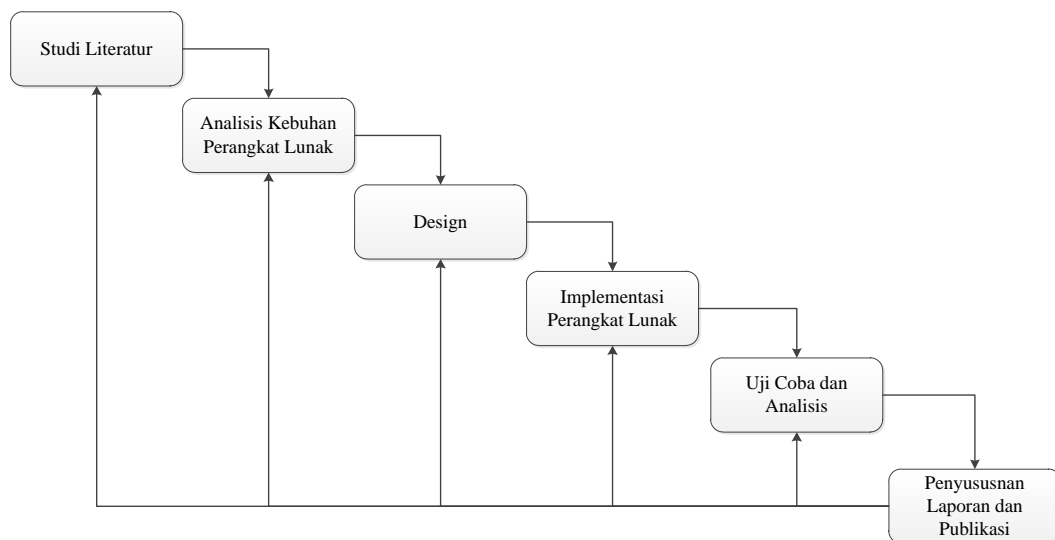 Studi Literatur
Analisis Kebuhan
Perangkat Lunak
Design
Implementasi
Perangkat Lunak
Uji Coba dan
Analisis
Penyususnan
Laporan dan
Publikasi